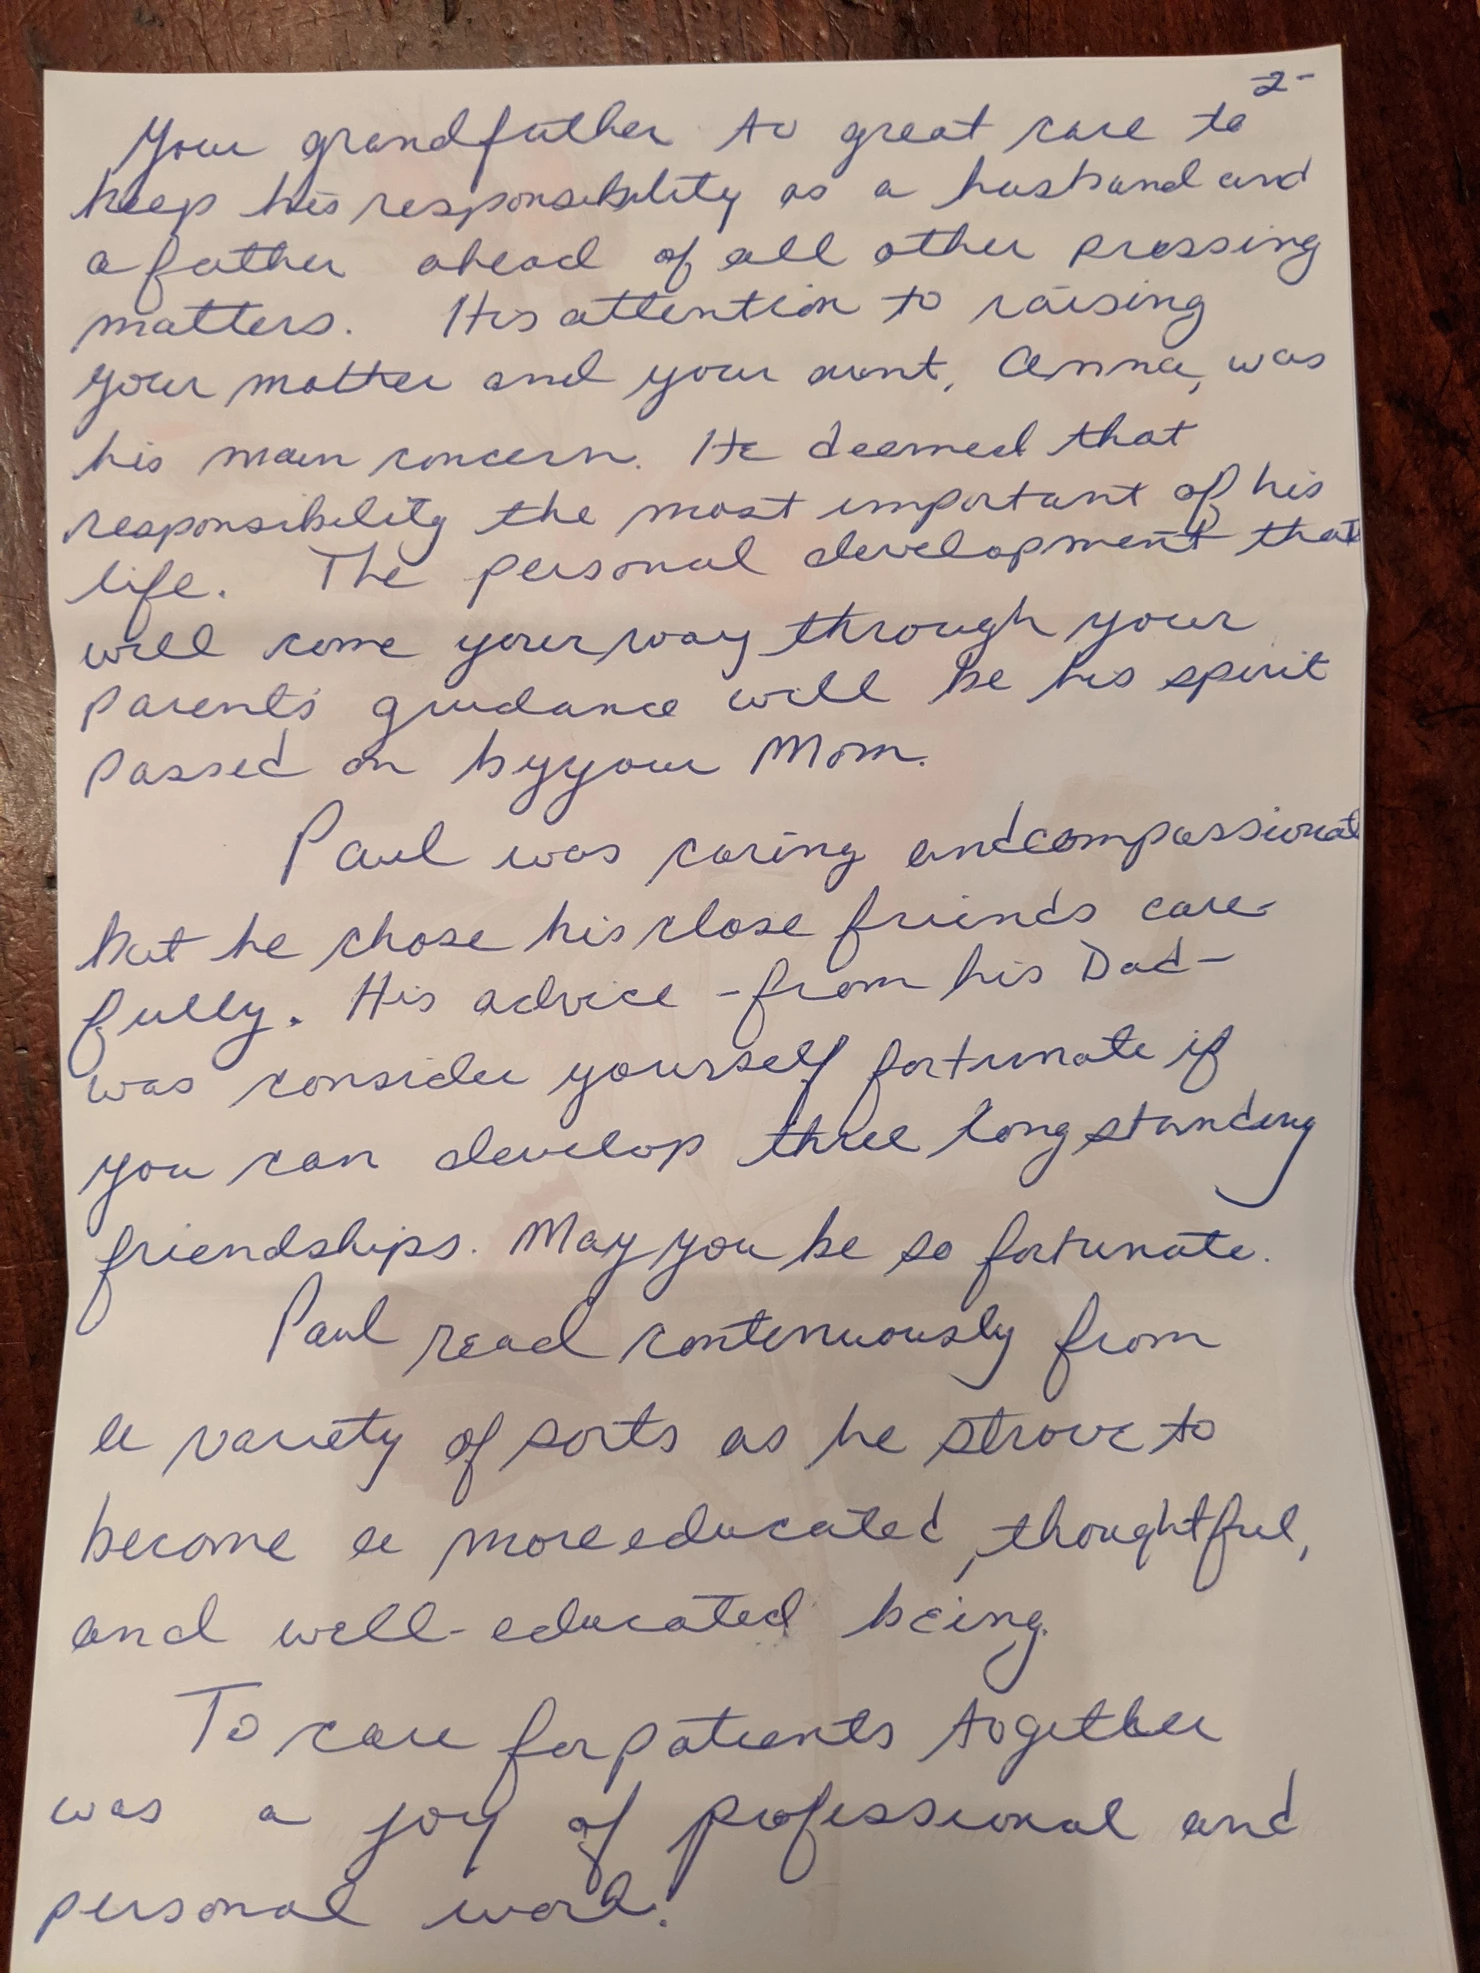 -2-
Your grandfather to great care to
keep his responsibility as a husband and
a father ahead of all other pressing
matters. His attention to raising
your mother and your aunt, Anna, was
his main concern. He deemed that
responsibility the most important of his
life. The personal development that
will come your way through your
parents' guidance will be his spirit
passed on by your Mom.
Paul was caring and compassionate
but he chose his close friends care-
fully. His advice - from his Dad -
was consider yourself fortunate if
you can develop three long standing
friendships. May you be so fortunate.
Paul read continuously from
a variety of sorts as he strove to
become a more educated, thoughtful,
and well-educated being.
To care for patients together
was a joy of professional and
personal work.